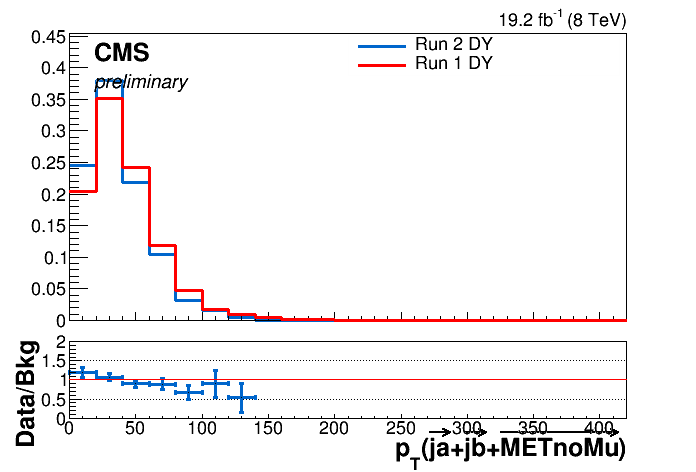 19.2 fb-1 (8 TeV)
CMS
preliminary
Run 2 DY
Run 1 DY
0.45
0.4
0.35
0.3
0.25
0.2
0.15
0.1
0.05
0
Data/Bkg
2
1.5
1
0.5
0
0 50 100 150 200 250 300 350 400
pT(ja+jb+METnoMu)